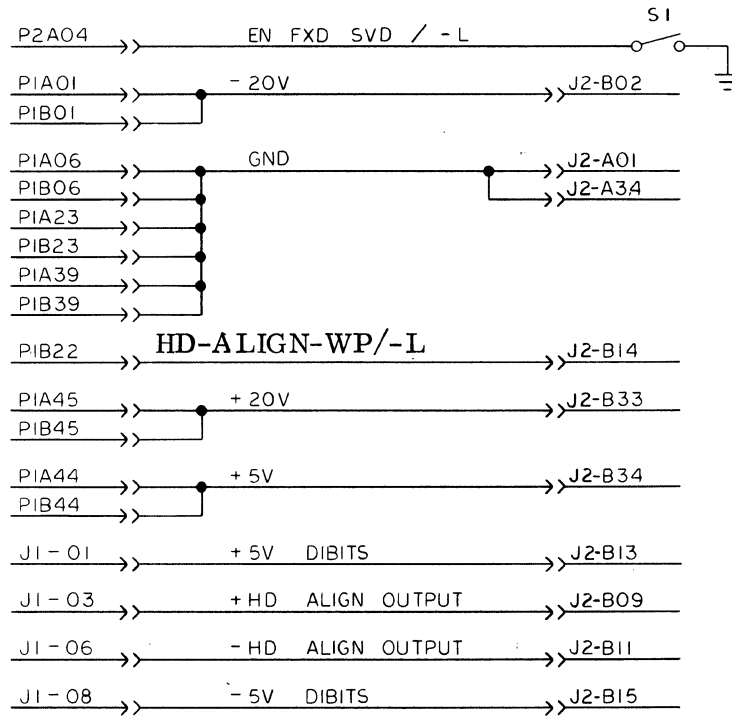 S1
P2A04 EN FXD SVD / -L
P1A01 - 20V J2-B02
P1B01
P1A06 GND J2-A01
P1B06 J2-A34
P1A23
P1B23
P1A39
P1B39
P1B22 HD-ALIGN-WP/-L J2-B14
P1A45 + 20V J2-B33
P1B45
P1A44 + 5V J2-B34
P1B44
J1-01 + 5V DIBITS J2-B13
J1-03 +HD ALIGN OUTPUT J2-B09
J1-06 -HD ALIGN OUTPUT J2-B11
J1-08 - 5V DIBITS J2-B15